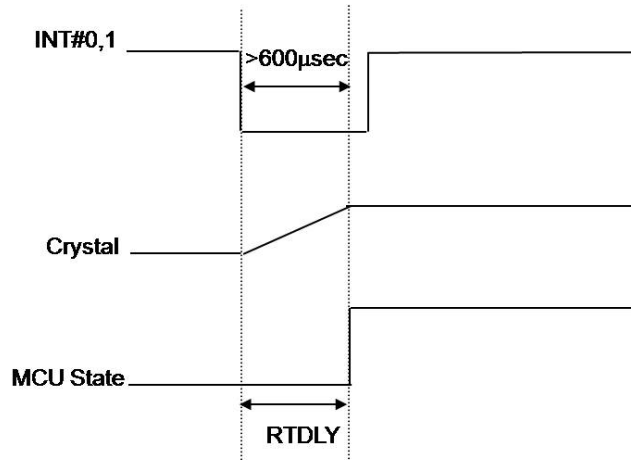 INT#0,1
>600μsec
Crystal
MCU State
RTDLY